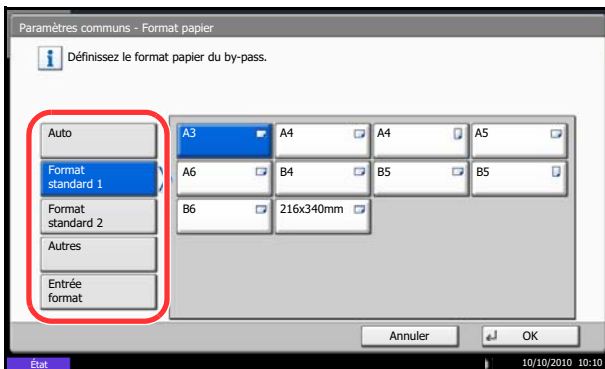 Paramètres communs - Format papier
Définissez le format papier du by-pass.
Auto
Format
standard 1
Format
standard 2
Autres
Entrée
format
A3 A4 A4 A5
A6 B4 B5 B5
B6 216x340mm
Annuler OK
État 10/10/2010 10:10